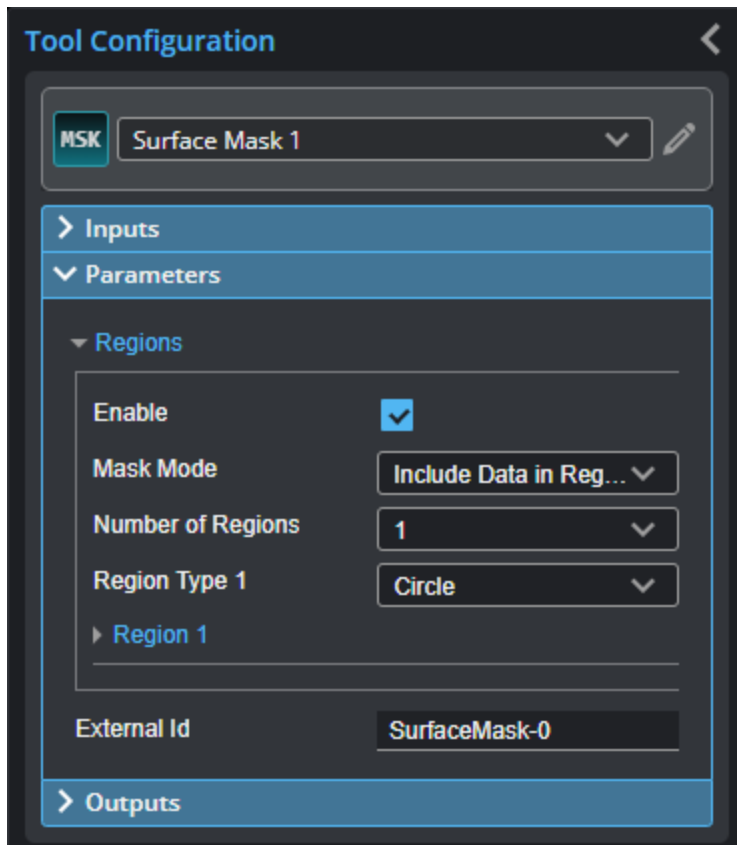 Tool Configuration
MSK Surface Mask 1
Inputs
Parameters
Regions
Enable
Mask Mode Include Data in Reg...
Number of Regions 1
Region Type 1 Circle
Region 1
External Id SurfaceMask-0
Outputs